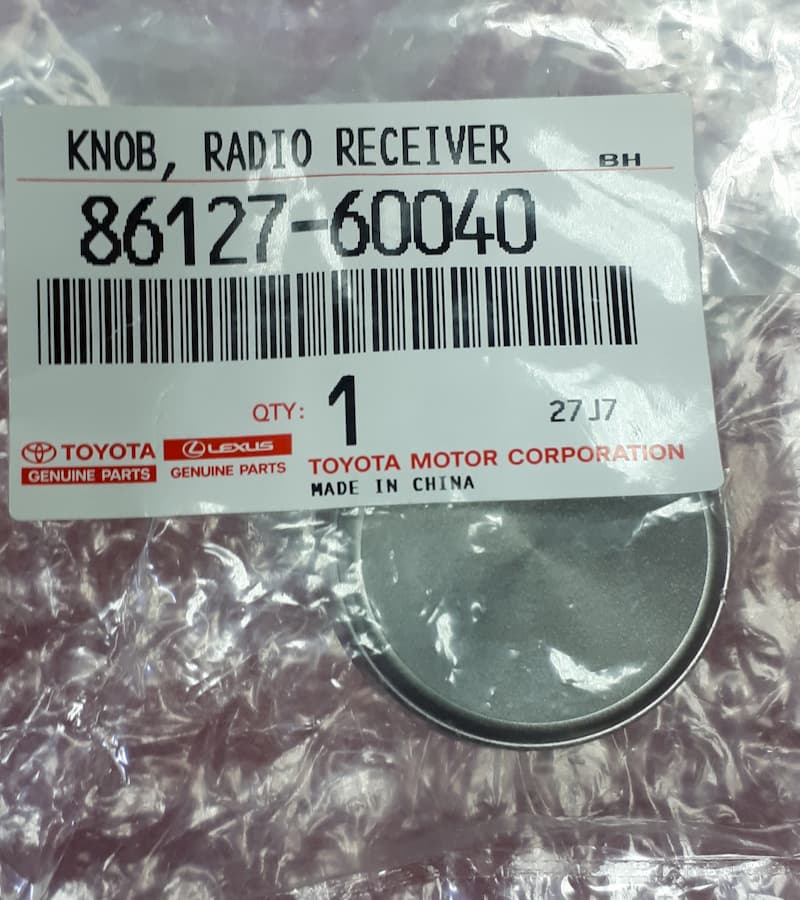 KNOB, RADIO RECEIVER BH
86127-60040
QTY: 1 27J7
TOYOTA LEXUS
GENUINE PARTS GENUINE PARTS
TOYOTA MOTOR CORPORATION
MADE IN CHINA